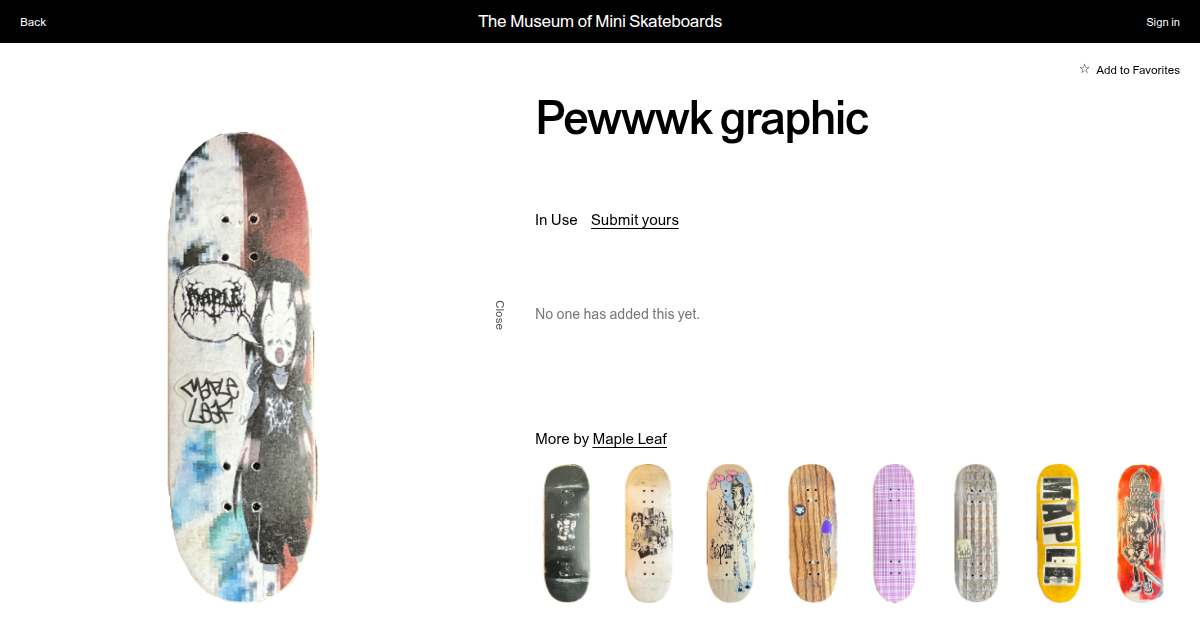 Back
The Museum of Mini Skateboards
Sign in
☆ Add to Favorites
Pewwwk graphic
In Use Submit yours
MAPLE
MAPLE
LEAF
Close
No one has added this yet.
More by Maple Leaf
MAPLE